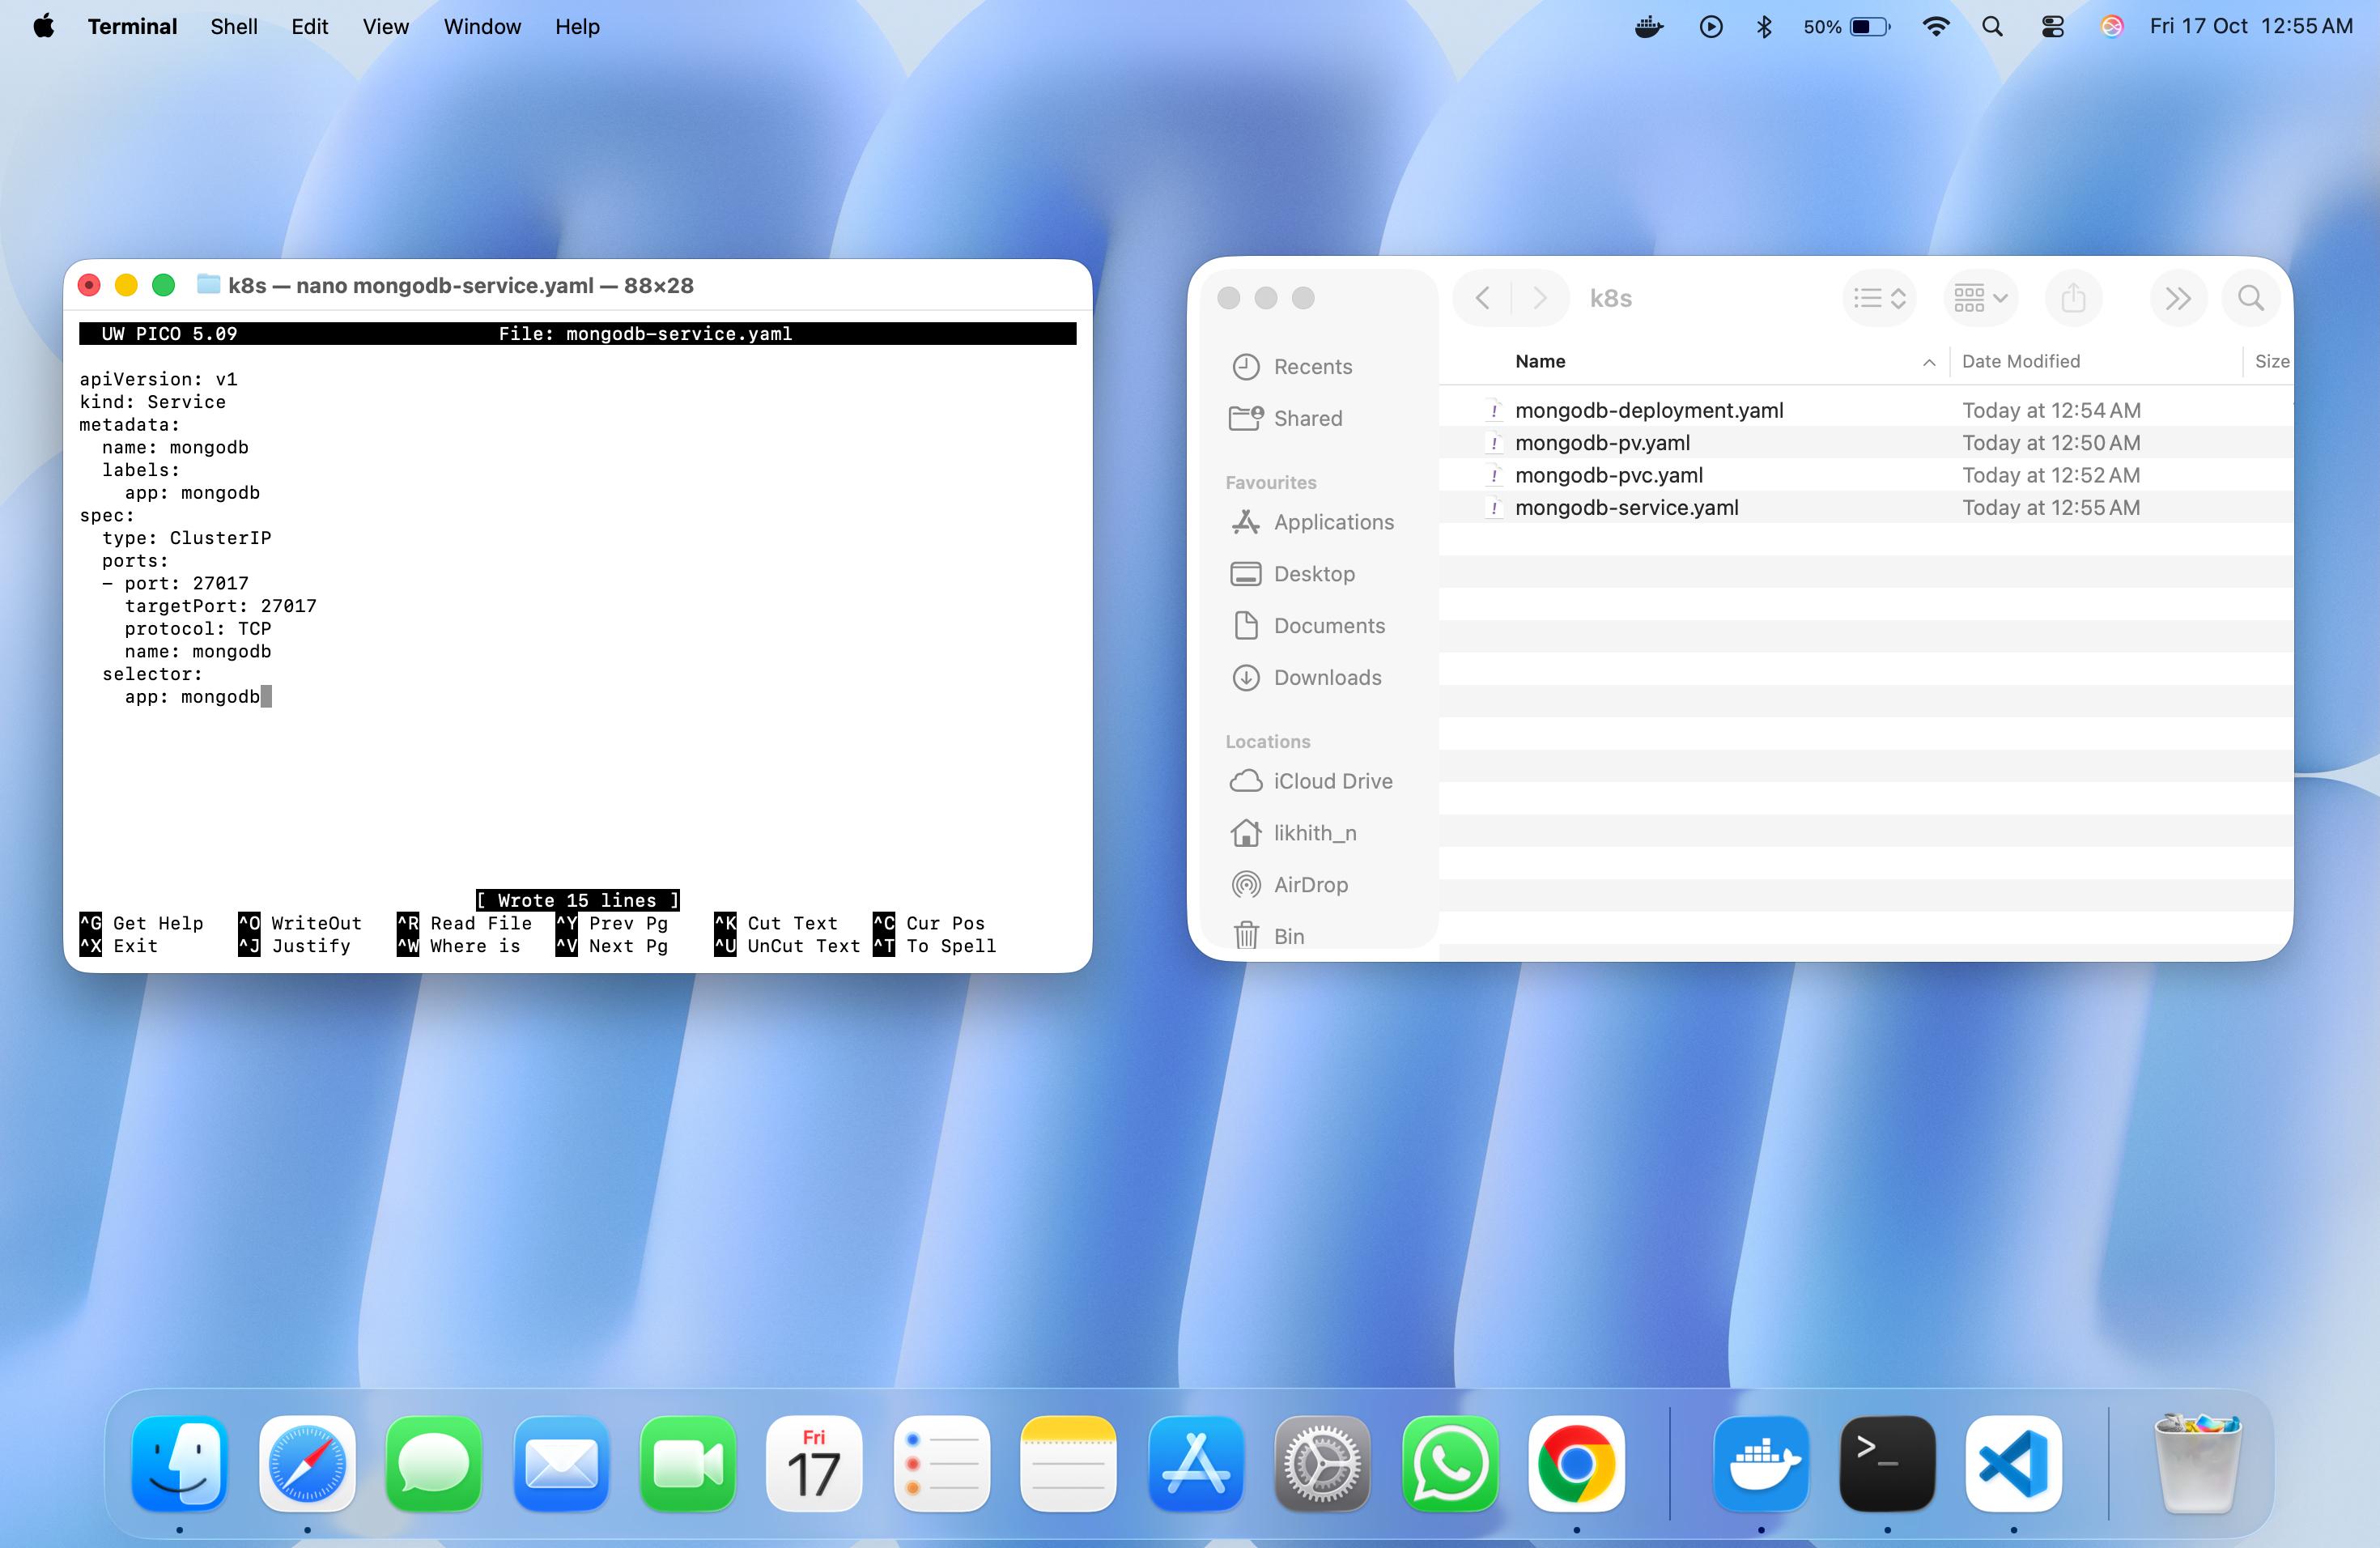 Terminal Shell Edit View Window Help 50% Fri 17 Oct 12:55 AM
k8s — nano mongodb-service.yaml — 88×28
UW PICO 5.09 File: mongodb-service.yaml
apiVersion: v1
kind: Service
metadata:
  name: mongodb
  labels:
    app: mongodb
spec:
  type: ClusterIP
  ports:
  - port: 27017
    targetPort: 27017
    protocol: TCP
    name: mongodb
  selector:
    app: mongodb
[ Wrote 15 lines ]
^G Get Help ^O WriteOut ^R Read File ^Y Prev Pg ^K Cut Text ^C Cur Pos
^X Exit ^J Justify ^W Where is ^V Next Pg ^U UnCut Text ^T To Spell
k8s
Recents
Shared
Favourites
Applications
Desktop
Documents
Downloads
Locations
iCloud Drive
likhith_n
AirDrop
Bin
Name Date Modified Size
mongodb-deployment.yaml Today at 12:54 AM
mongodb-pv.yaml Today at 12:50 AM
mongodb-pvc.yaml Today at 12:52 AM
mongodb-service.yaml Today at 12:55 AM
Fri
17